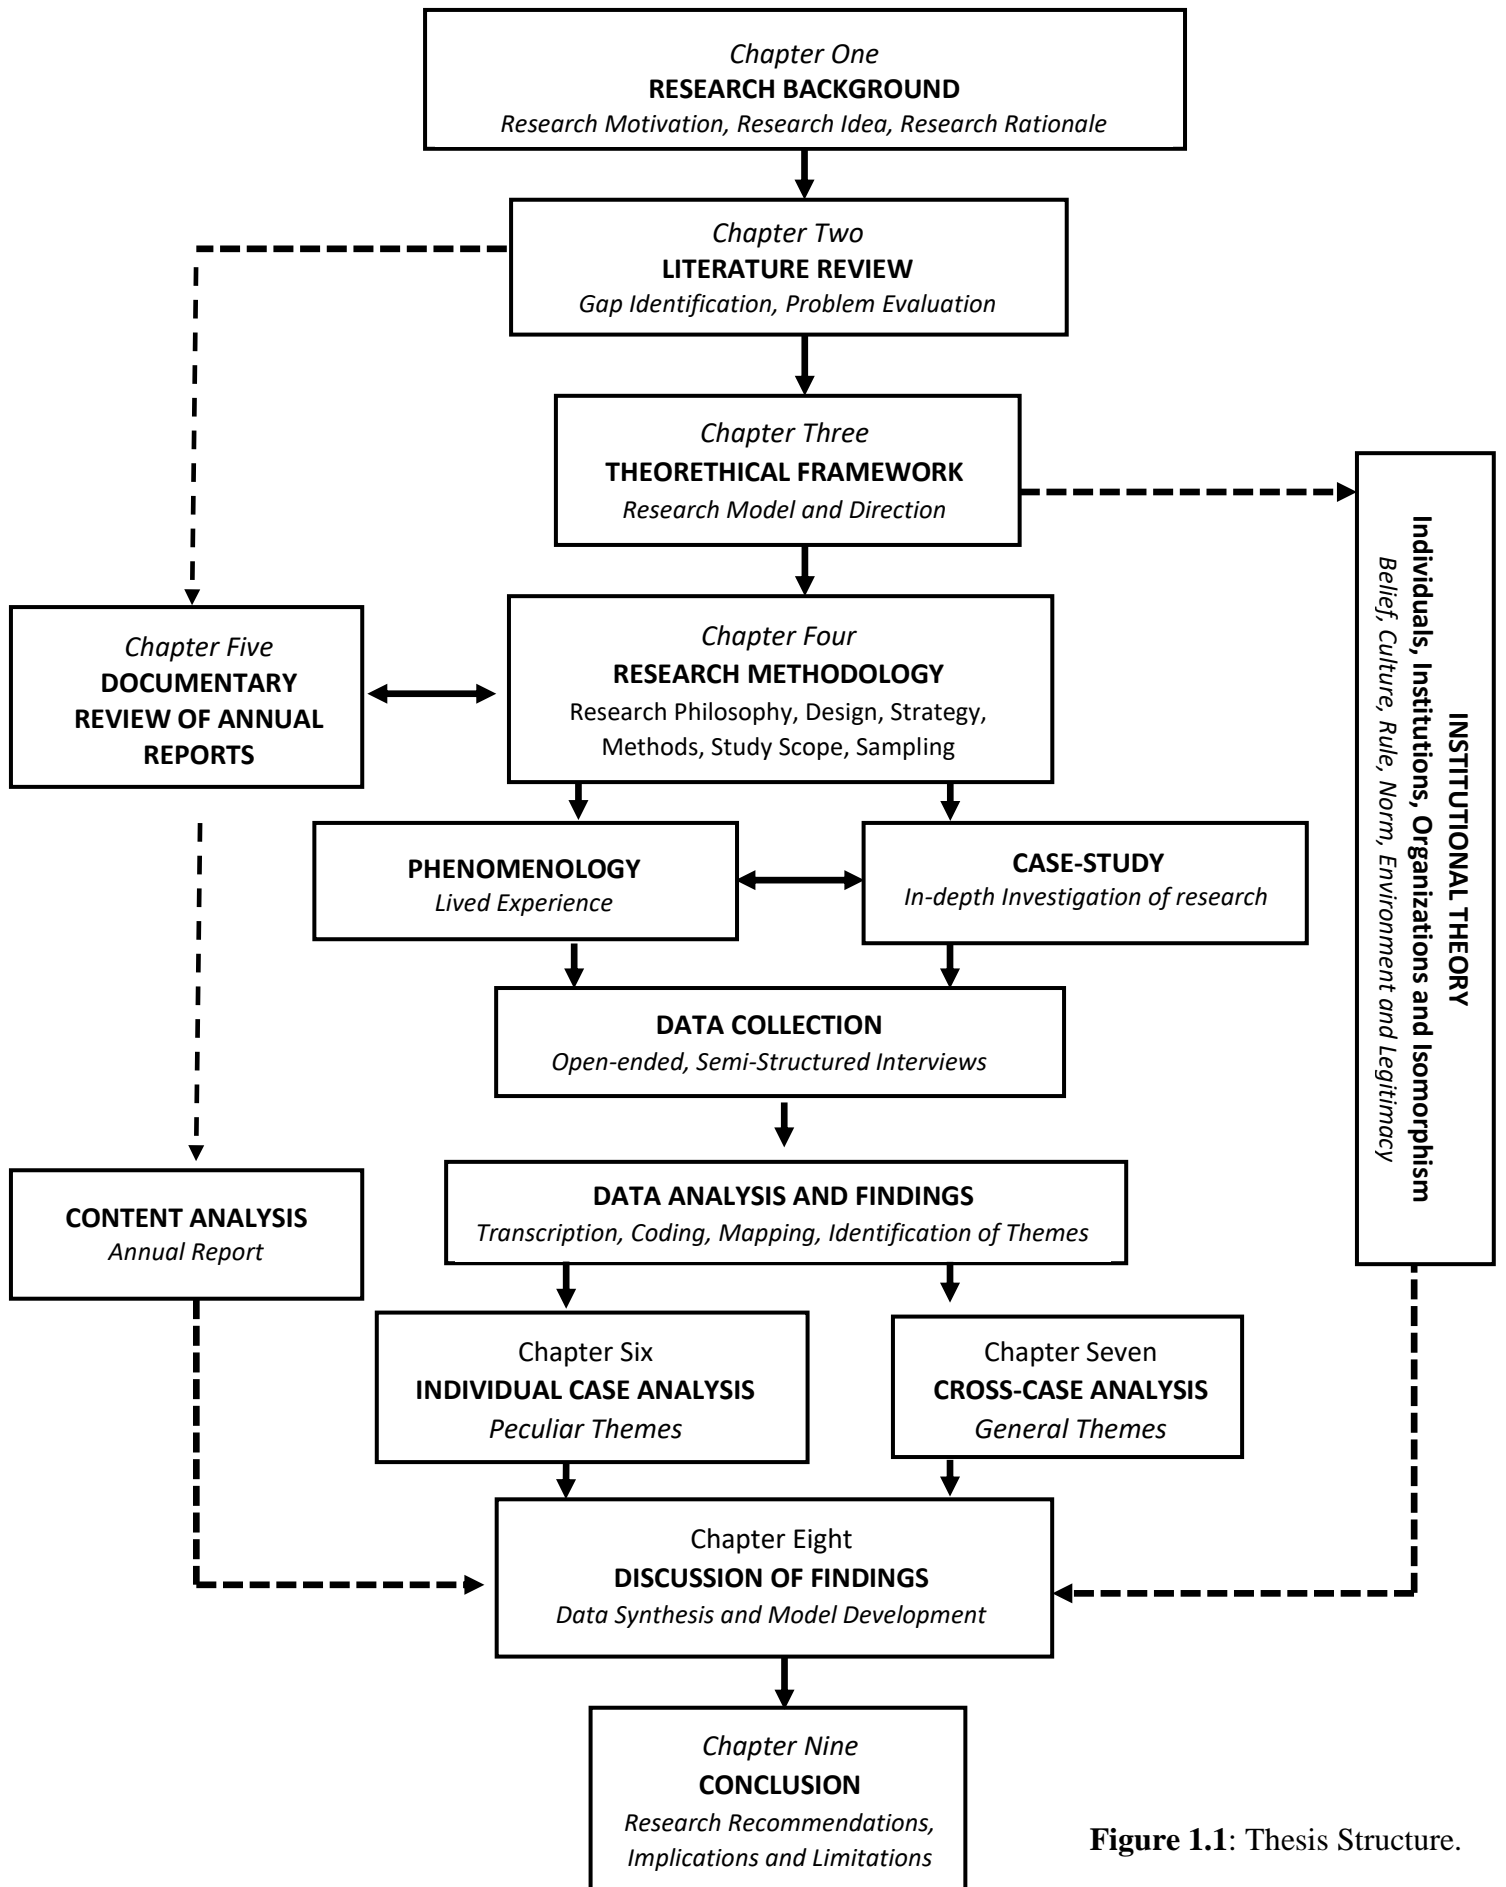 Chapter One
RESEARCH BACKGROUND
Research Motivation, Research Idea, Research Rationale
Chapter Two
LITERATURE REVIEW
Gap Identification, Problem Evaluation
Chapter Three
THEORETHICAL FRAMEWORK
Research Model and Direction
INSTITUTIONAL THEORY
Individuals, Institutions, Organizations and Isomorphism
Belief, Culture, Rule, Norm, Environment and Legitimacy
Chapter Five
DOCUMENTARY
REVIEW OF ANNUAL
REPORTS
Chapter Four
RESEARCH METHODOLOGY
Research Philosophy, Design, Strategy,
Methods, Study Scope, Sampling
PHENOMENOLOGY
Lived Experience
CASE-STUDY
In-depth Investigation of research
DATA COLLECTION
Open-ended, Semi-Structured Interviews
CONTENT ANALYSIS
Annual Report
DATA ANALYSIS AND FINDINGS
Transcription, Coding, Mapping, Identification of Themes
Chapter Six
INDIVIDUAL CASE ANALYSIS
Peculiar Themes
Chapter Seven
CROSS-CASE ANALYSIS
General Themes
Chapter Eight
DISCUSSION OF FINDINGS
Data Synthesis and Model Development
Chapter Nine
CONCLUSION
Research Recommendations,
Implications and Limitations
Figure 1.1: Thesis Structure.